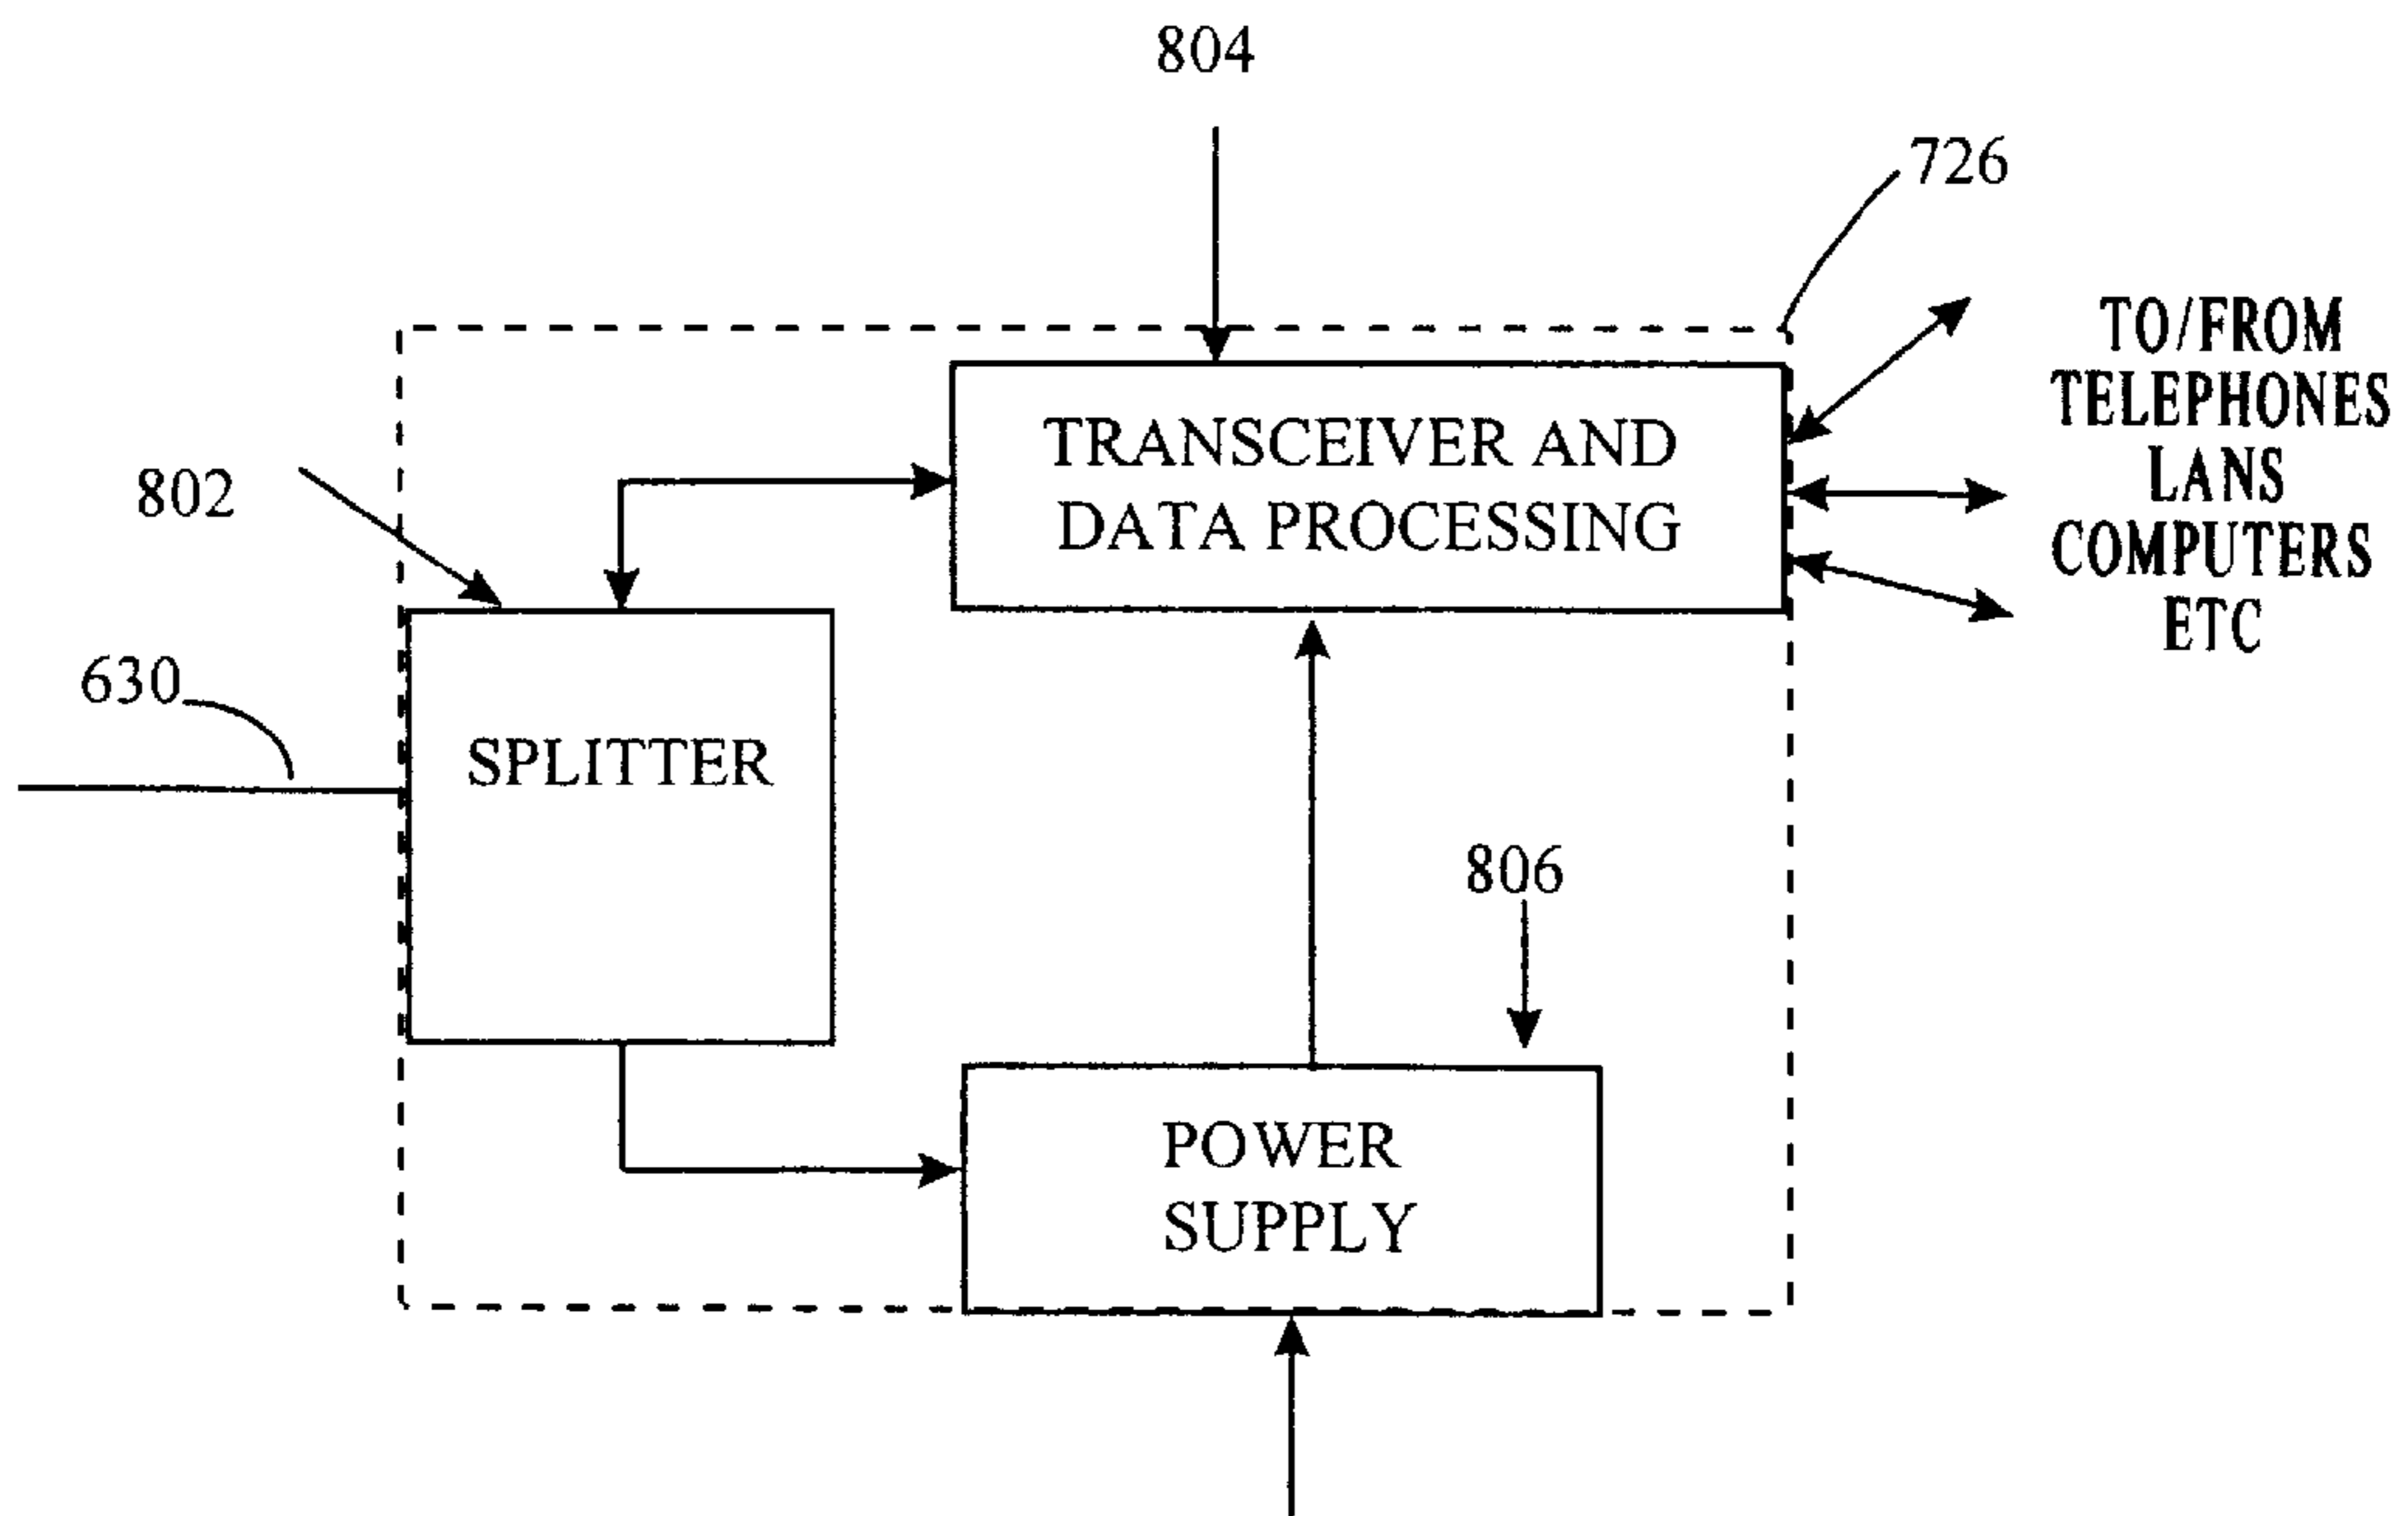 804
726
TO/FROM
TELEPHONES
LANS
COMPUTERS
ETC
TRANSCEIVER AND
DATA PROCESSING
802
630
SPLITTER
806
POWER
SUPPLY